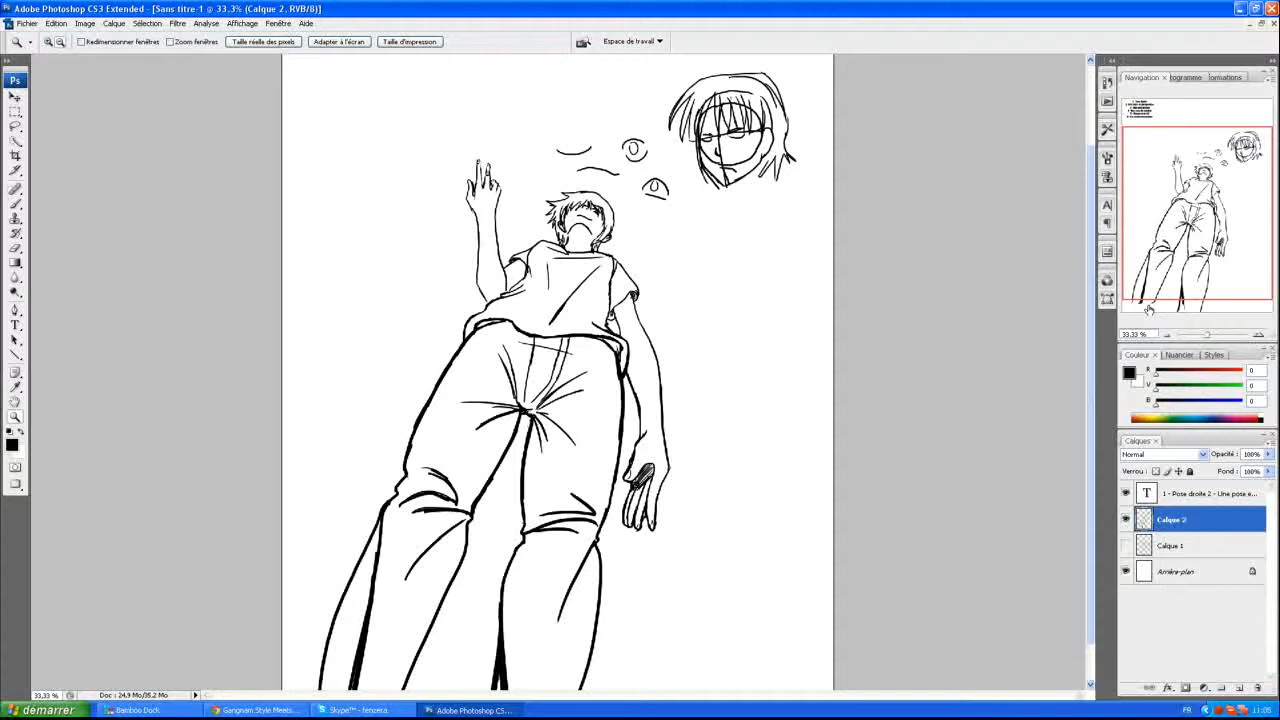 Adobe Photoshop CS3 Extended - [Sans titre-1 @ 33,3% (Calque 2, RVB/8)]
Fichier Edition Image Calque Sélection Filtre Analyse Affichage Fenêtre Aide
Redimensionner fenêtres Zoom fenêtres Taille réelle des pixels Adapter à l'écran Taille d'impression Espace de travail
Ps
Navigation togramme formations
33,33 %
Couleur Nuancier Styles
R 0
V 0
B 0
Calques
Normal Opacité : 100%
Verrou : Fond : 100%
T 1 - Pose droite 2 - Une pose e...
Calque 2
Calque 1
Arrière-plan
33,33 % Doc : 24,9 Mo/35,2 Mo
démarrer Bamboo Dock Gangnam Style Meets... Skype™ - fenzera... Adobe Photoshop CS... FR 11:05